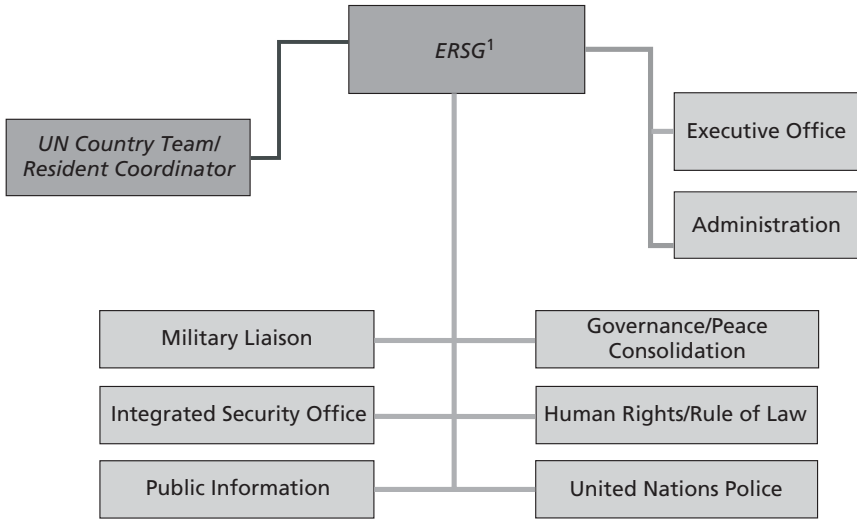 ERSG¹
UN Country Team/
Resident Coordinator
Executive Office
Administration
Military Liaison
Governance/Peace
Consolidation
Integrated Security Office
Human Rights/Rule of Law
Public Information
United Nations Police